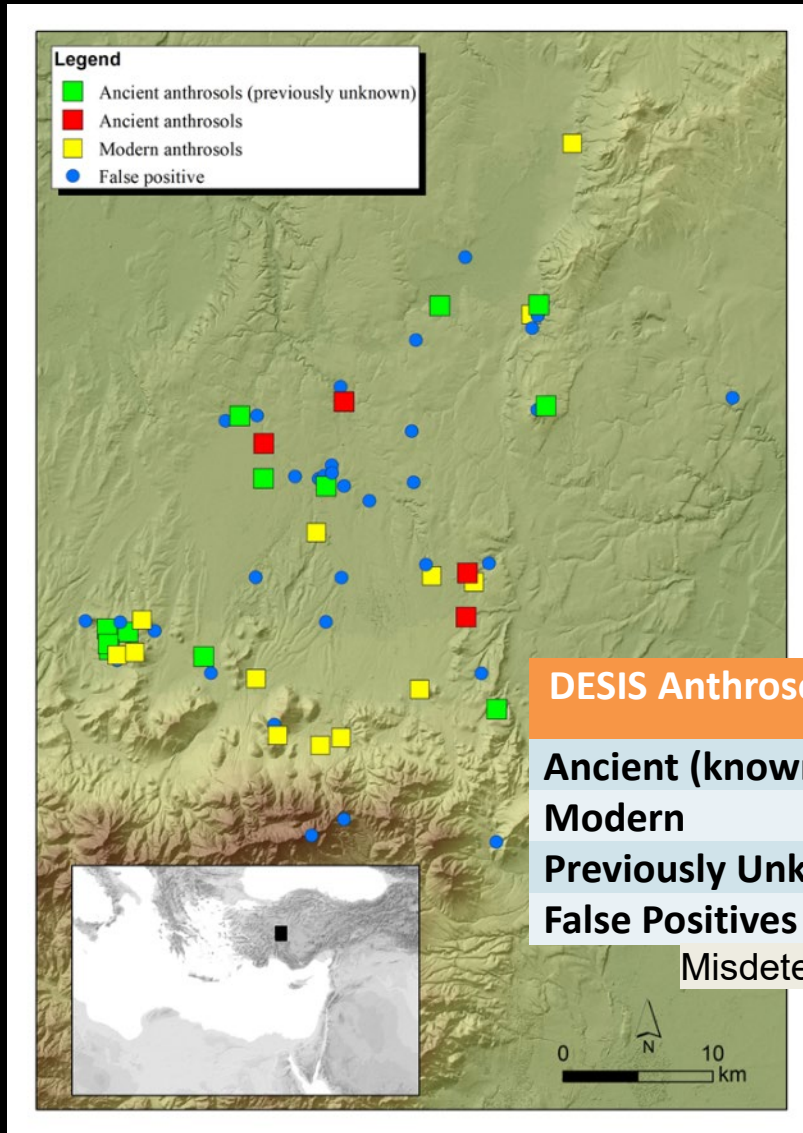 Legend
Ancient anthrosols (previously unknown)
Ancient anthrosols
Modern anthrosols
False positive
DESIS Anthros
Ancient (know
Modern
Previously Unk
False Positives
Misdete
N
0 10
km